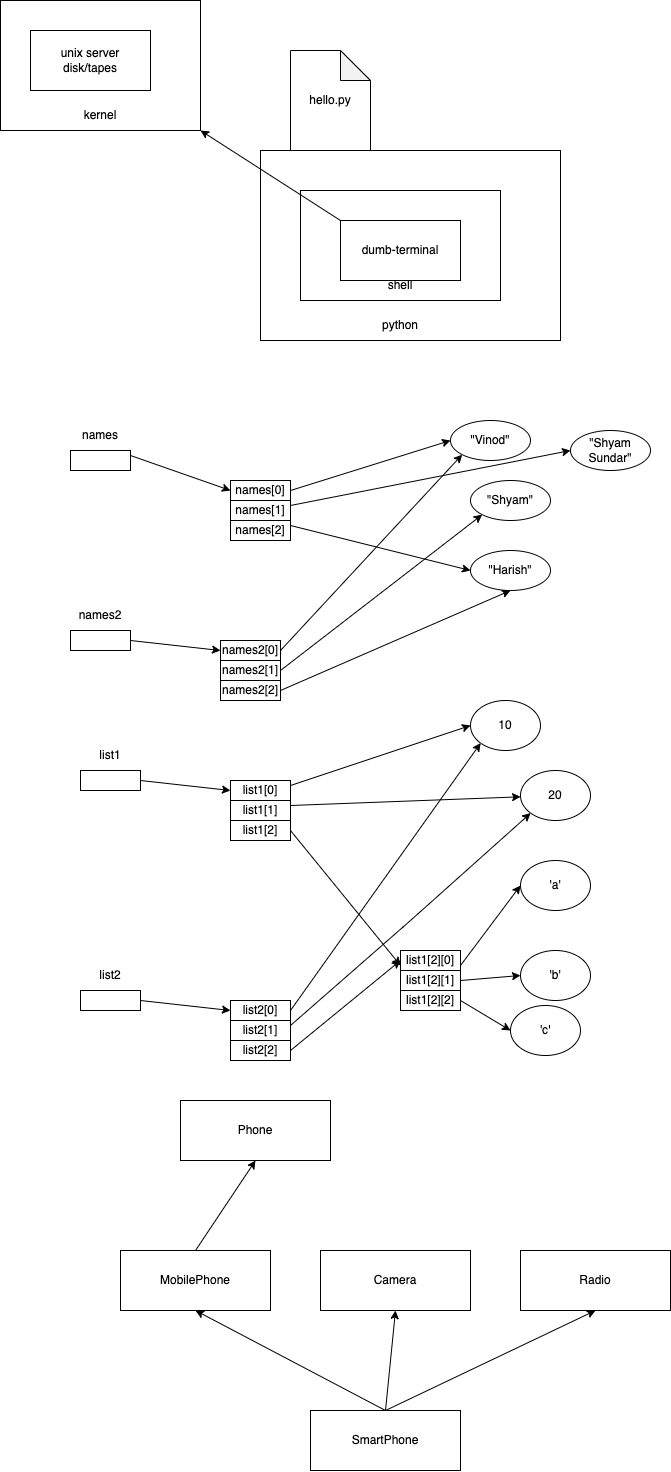 unix server
disk/tapes
kernel
hello.py
dumb-terminal
shell
python
names
"Vinod"
"Shyam
Sundar"
names[0]
names[1]
names[2]
"Shyam"
"Harish"
names2
names2[0]
names2[1]
names2[2]
10
list1
list1[0]
list1[1]
list1[2]
20
'a'
list1[2][0]
list1[2][1]
list1[2][2]
'b'
'c'
list2
list2[0]
list2[1]
list2[2]
Phone
MobilePhone
Camera
Radio
SmartPhone